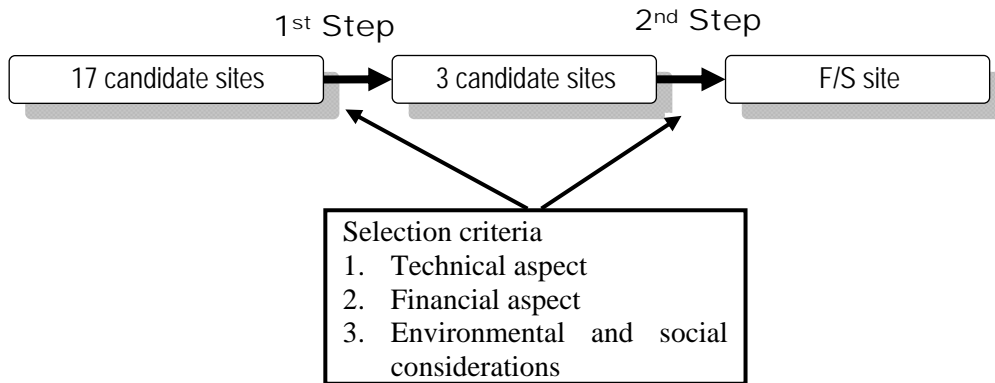 1st Step
2nd Step
17 candidate sites
3 candidate sites
F/S site
Selection criteria
1. Technical aspect
2. Financial aspect
3. Environmental and social
considerations